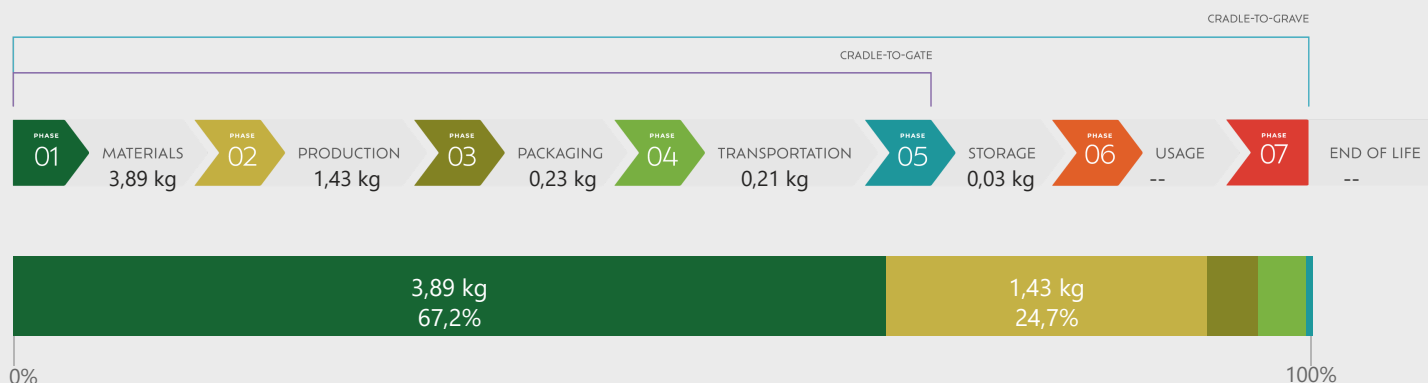 CRADLE-TO-GRAVE
CRADLE-TO-GATE
PHASE
01
MATERIALS
3,89 kg
PHASE
02
PRODUCTION
1,43 kg
PHASE
03
PACKAGING
0,23 kg
PHASE
04
TRANSPORTATION
0,21 kg
PHASE
05
STORAGE
0,03 kg
PHASE
06
USAGE
--
PHASE
07
END OF LIFE
--
3,89 kg
67,2%
1,43 kg
24,7%
0%
100%